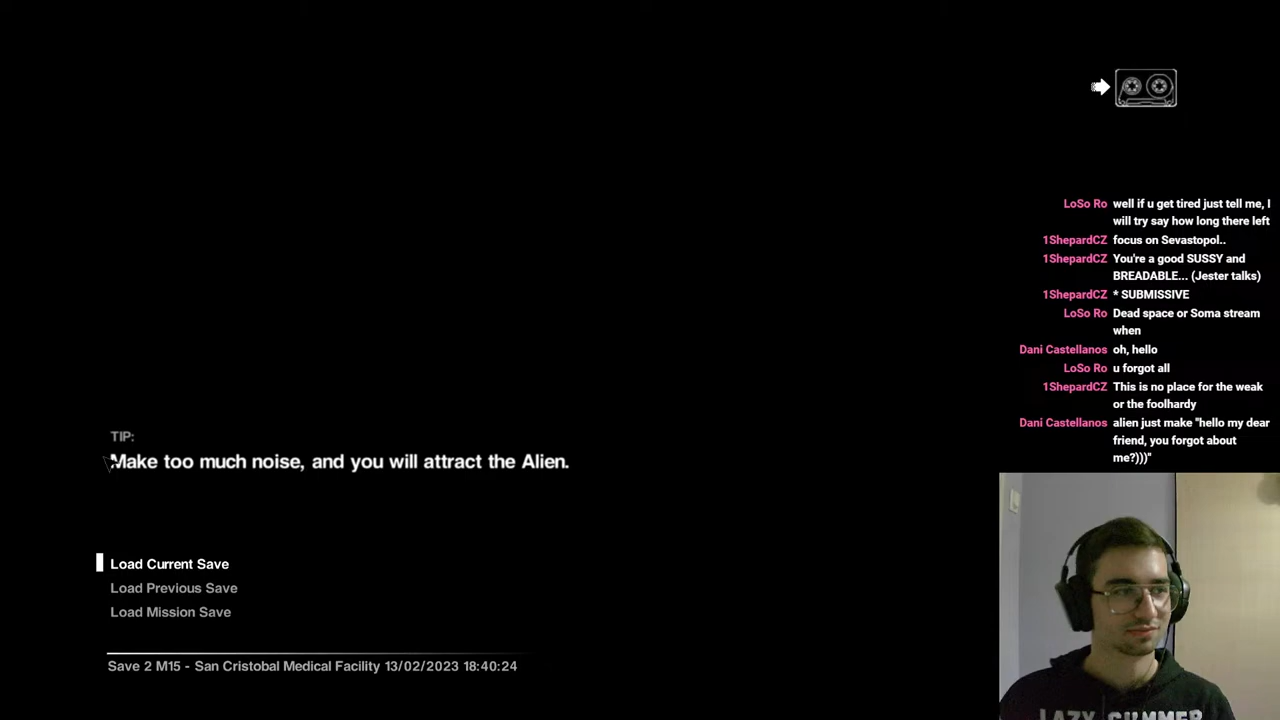 LoSo Ro well if u get tired just tell me, I
will try say how long there left
1ShepardCZ focus on Sevastopol..
1ShepardCZ You're a good SUSSY and
BREADABLE... (Jester talks)
1ShepardCZ * SUBMISSIVE
LoSo Ro Dead space or Soma stream
when
Dani Castellanos oh, hello
LoSo Ro u forgot all
1ShepardCZ This is no place for the weak
or the foolhardy
Dani Castellanos alien just make "hello my dear
friend, you forgot about
me?)))"
TIP:
Make too much noise, and you will attract the Alien.
Load Current Save
Load Previous Save
Load Mission Save
Save 2 M15 - San Cristobal Medical Facility 13/02/2023 18:40:24
LAZY SUMMER